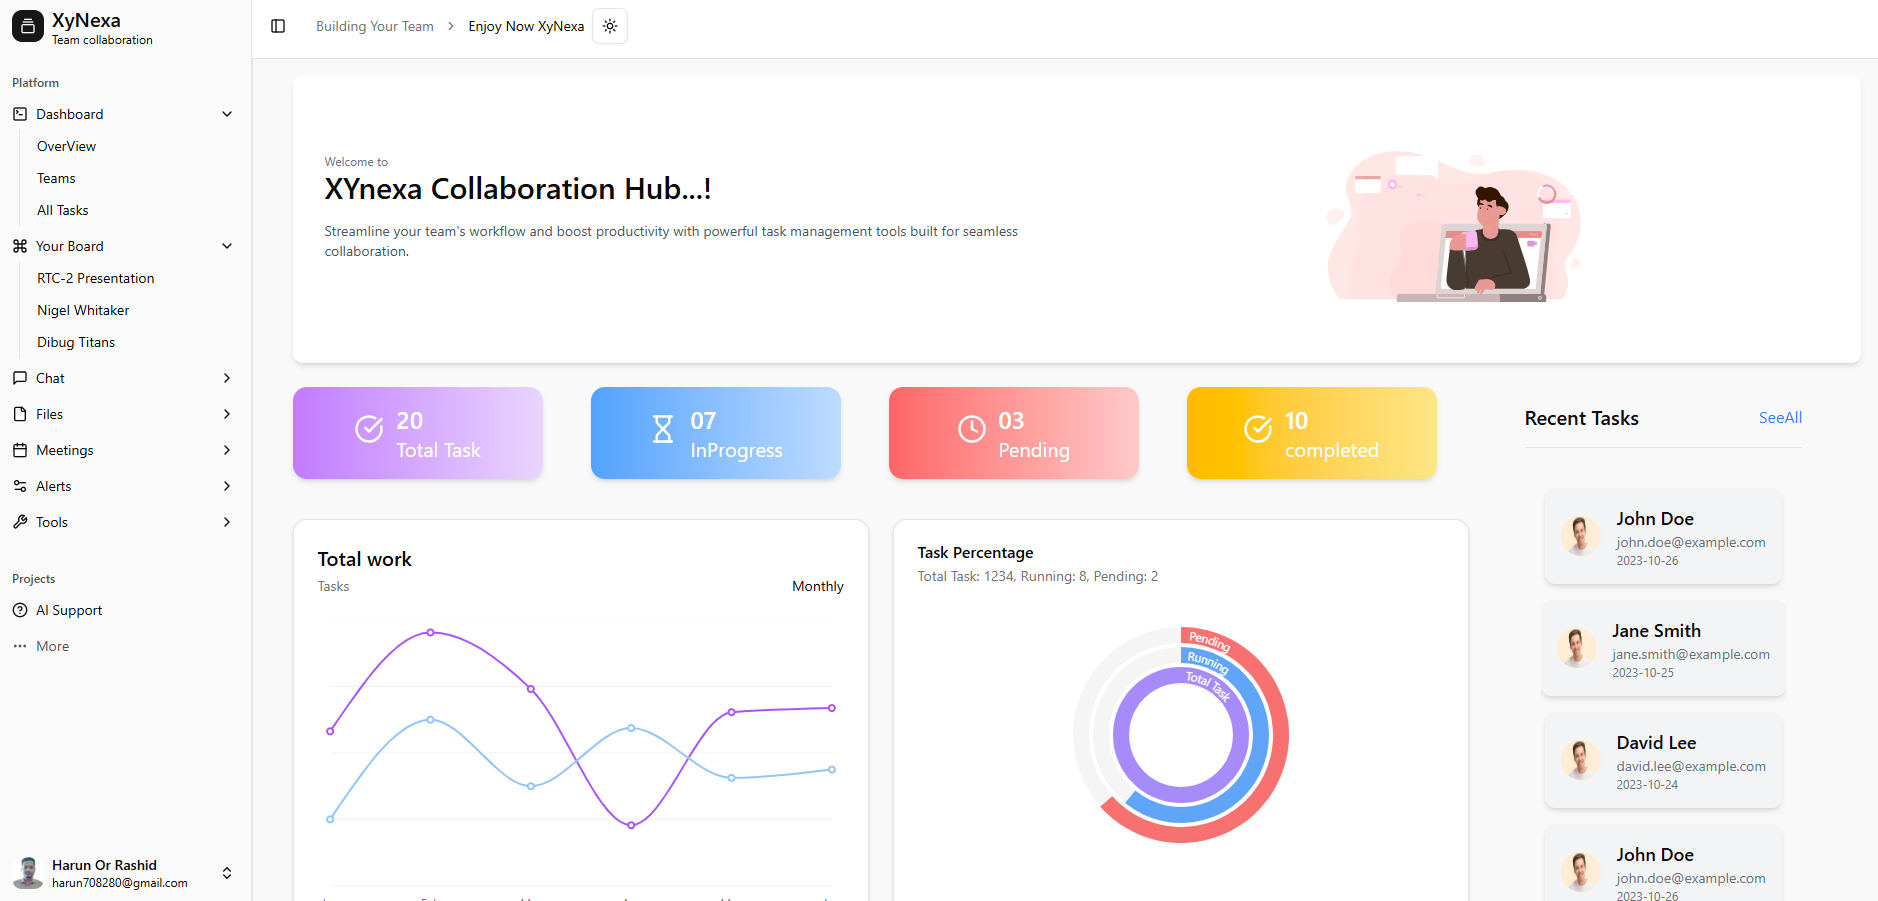 XyNexa
Team collaboration
Platform
Dashboard
OverView
Teams
All Tasks
Your Board
RTC-2 Presentation
Nigel Whitaker
Dibug Titans
Chat
Files
Meetings
Alerts
Tools
Projects
AI Support
More
Harun Or Rashid
harun708280@gmail.com
Building Your Team
Enjoy Now XyNexa
Welcome to
XYnexa Collaboration Hub...!
Streamline your team's workflow and boost productivity with powerful task management tools built for seamless
collaboration.
20
Total Task
07
InProgress
03
Pending
10
completed
Total work
Tasks
Monthly
Task Percentage
Total Task: 1234, Running: 8, Pending: 2
Pending
Running
Total Task
Recent Tasks
SeeAll
John Doe
john.doe@example.com
2023-10-26
Jane Smith
jane.smith@example.com
2023-10-25
David Lee
david.lee@example.com
2023-10-24
John Doe
john.doe@example.com
2023-10-26